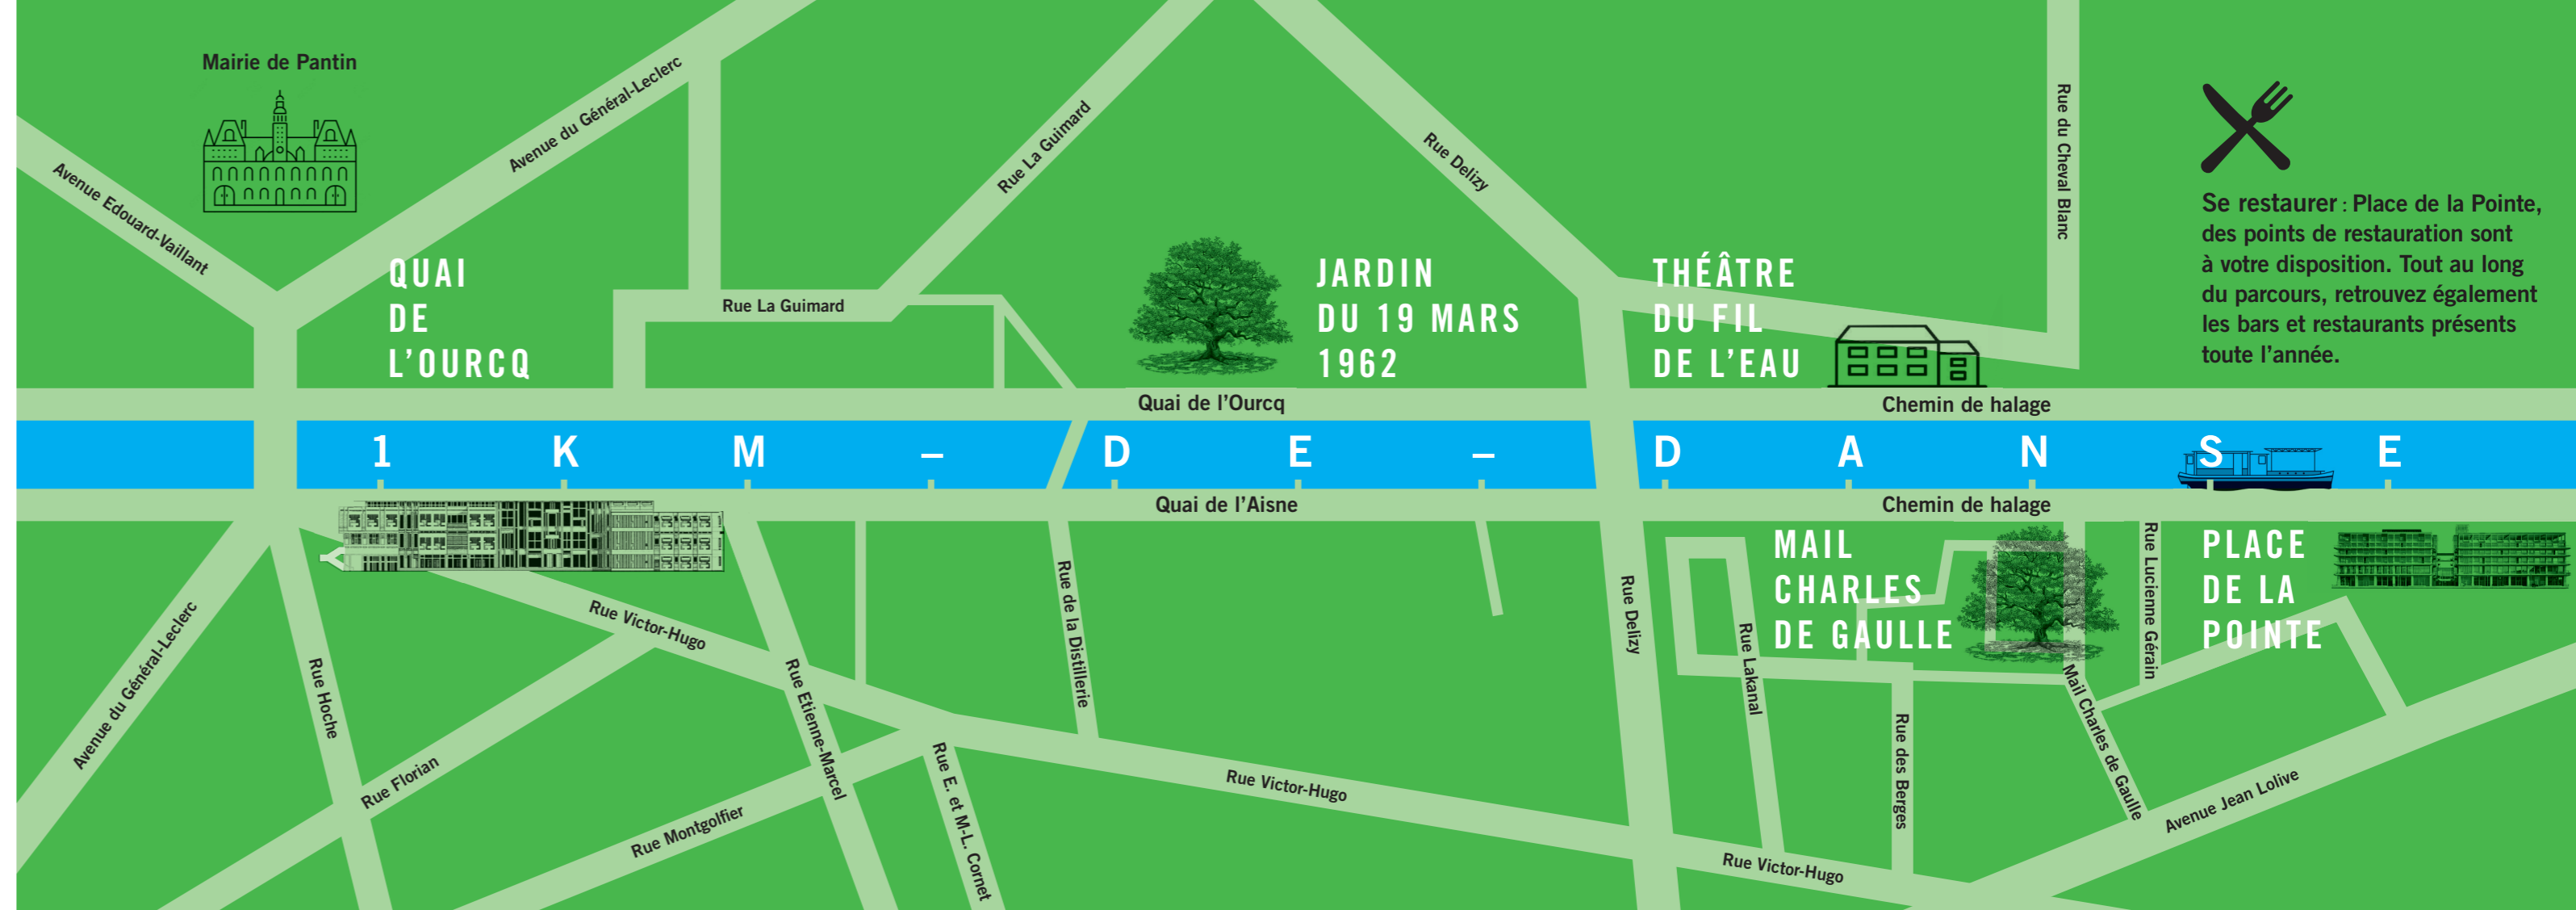 Mairie de Pantin
Avenue Edouard-Vaillant
Avenue du Général-Leclerc
Rue La Guimard
Rue Delizy
Rue du Cheval Blanc
Se restaurer : Place de la Pointe,
des points de restauration sont
à votre disposition. Tout au long
du parcours, retrouvez également
les bars et restaurants présents
toute l’année.
QUAI
DE
L’OURCQ
Rue La Guimard
JARDIN
DU 19 MARS
1962
THÉÂTRE
DU FIL
DE L’EAU
Quai de l’Ourcq
Chemin de halage
1 K M – D E – D A N S E
Quai de l’Aisne
Chemin de halage
MAIL
CHARLES
DE GAULLE
PLACE
DE LA
POINTE
Avenue du Général-Leclerc
Rue Hoche
Rue Florian
Rue Victor-Hugo
Rue Etienne-Marcel
Rue Montgolfier
Rue E. et M-L. Cornet
Rue de la Distillerie
Rue Victor-Hugo
Rue Delizy
Rue Lakanal
Rue Victor-Hugo
Rue des Berges
Mail Charles de Gaulle
Rue Lucienne Gérain
Avenue Jean Lolive